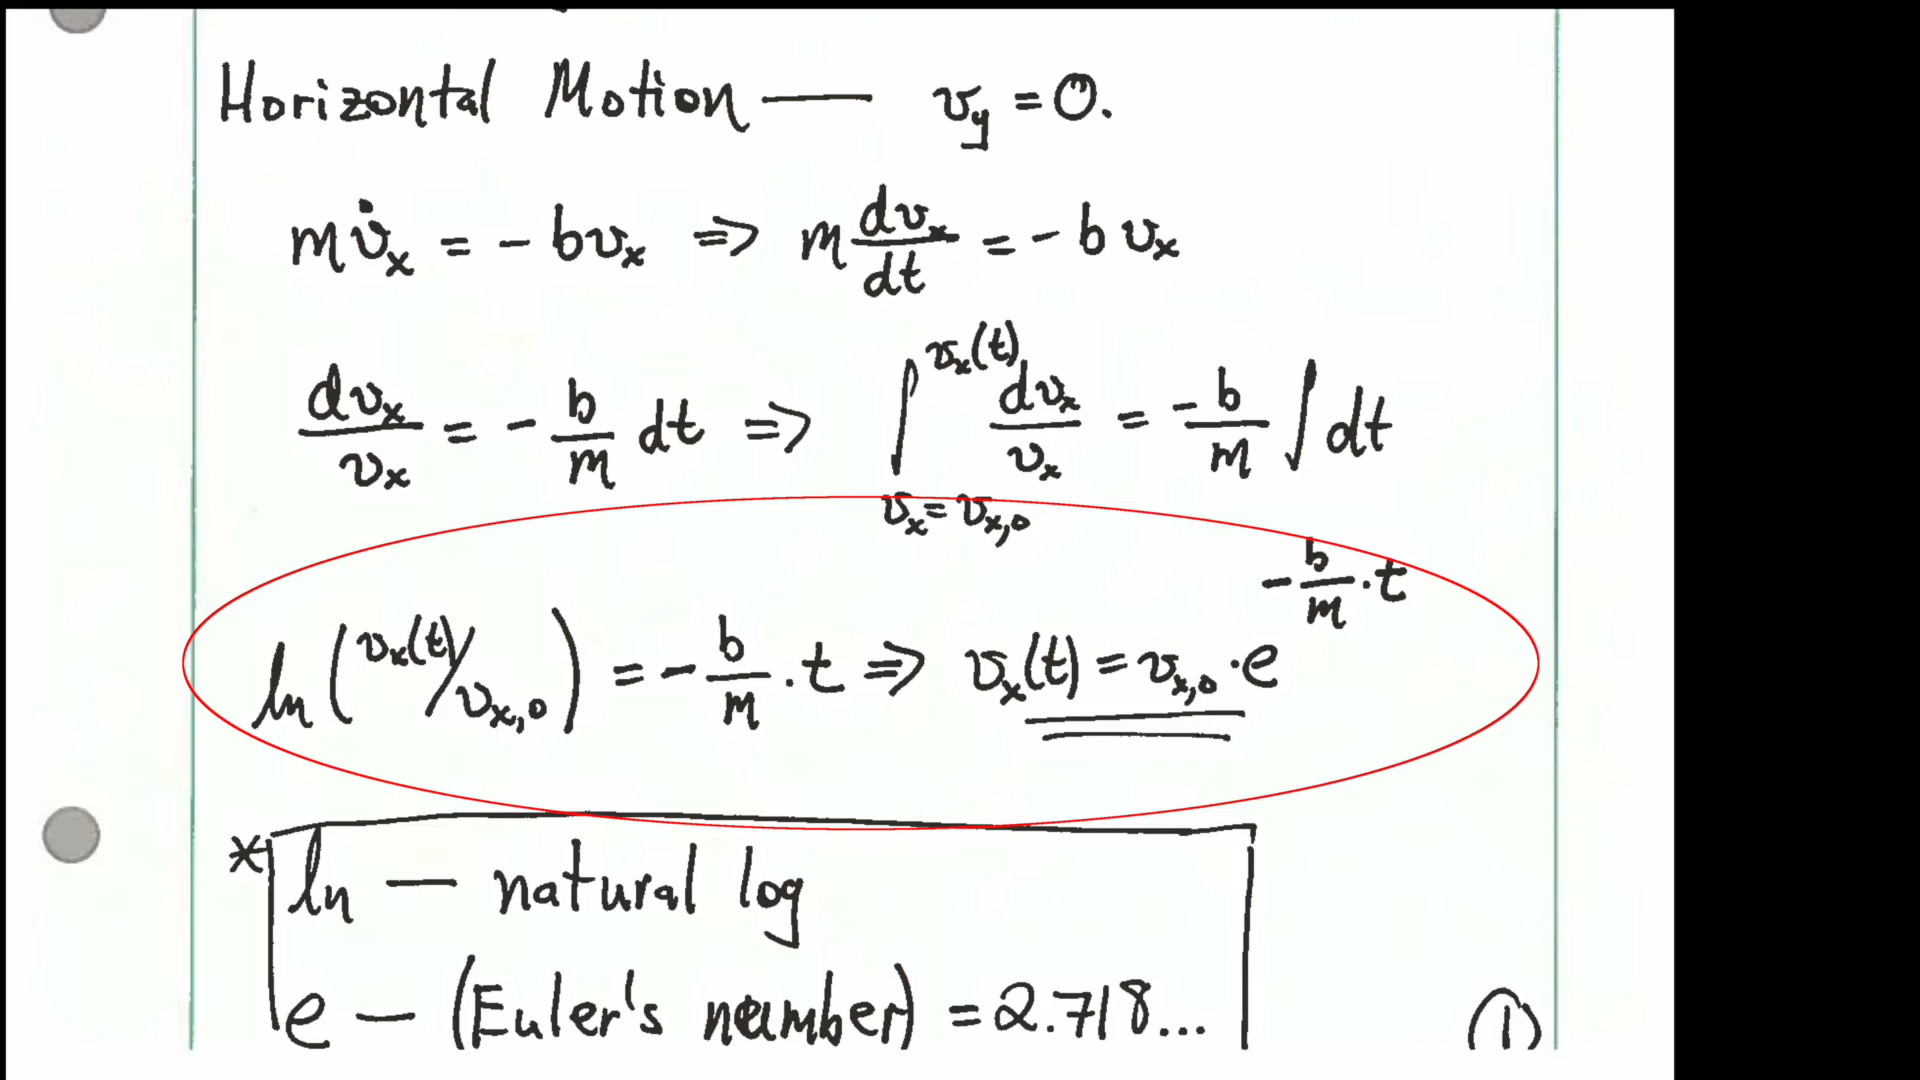 Horizontal Motion — v_y = 0.
m v̇_x = - b v_x ⇒ m dv_x/dt = - b v_x
dv_x/v_x = - b/m dt ⇒ ∫_{v_x = v_{x,0}}^{v_x(t)} dv_x/v_x = - b/m ∫ dt
ln (v_x(t)/v_{x,0}) = - b/m · t ⇒ v_x(t) = v_{x,0} · e^{- b/m · t}
* ln — natural log
e — (Euler's number) = 2.718...
1